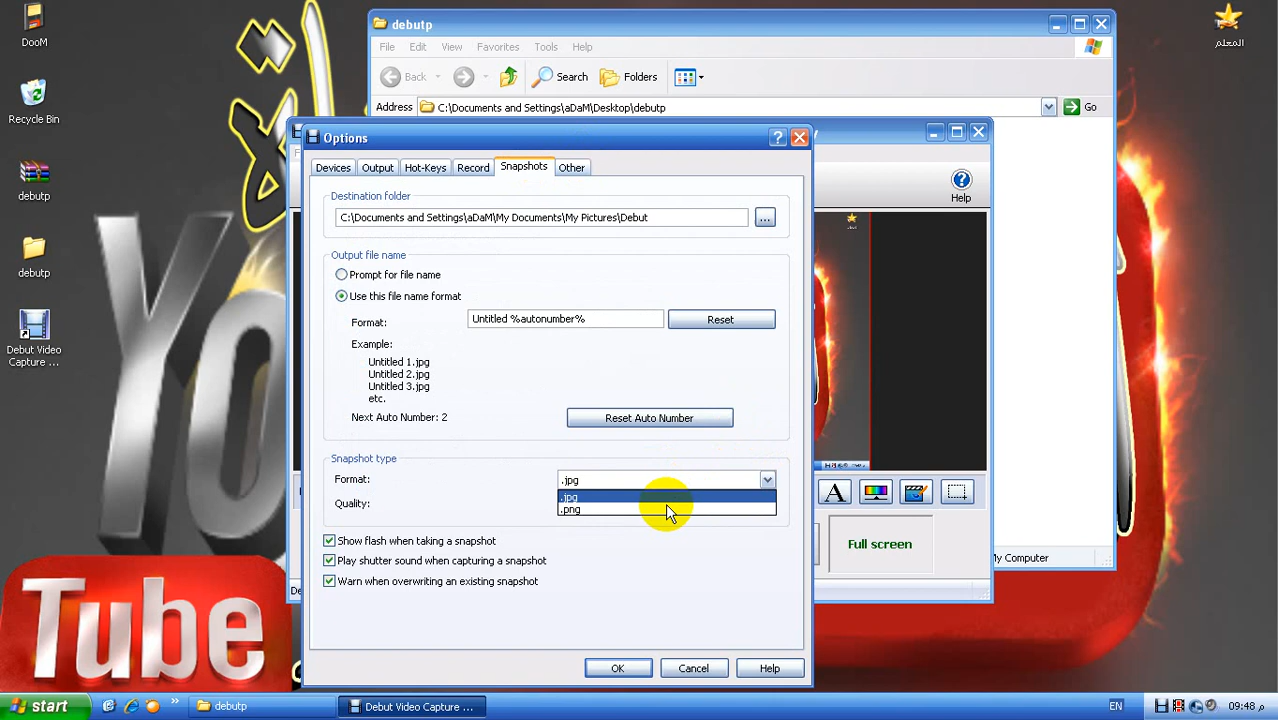 DooM
Recycle Bin
debutp
debutp
Debut Video
Capture ...
المعلم
debutp
File Edit View Favorites Tools Help
Back Search Folders
Address C:\Documents and Settings\aDaM\Desktop\debutp Go
Options
Devices Output Hot-Keys Record Snapshots Other
Destination folder
C:\Documents and Settings\aDaM\My Documents\My Pictures\Debut ...
Output file name
Prompt for file name
Use this file name format
Format: Untitled %autonumber% Reset
Example:
Untitled 1.jpg
Untitled 2.jpg
Untitled 3.jpg
etc.
Next Auto Number: 2 Reset Auto Number
Snapshot type
Format: .jpg
.jpg
Quality:
.png
Show flash when taking a snapshot
Play shutter sound when capturing a snapshot
Warn when overwriting an existing snapshot
OK Cancel Help
Help
A
Full screen
My Computer
Tube
start debutp Debut Video Capture ... EN 09:48 م